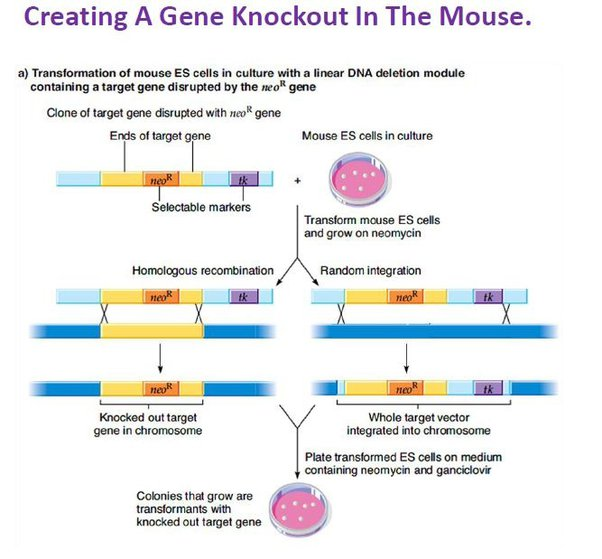 Creating A Gene Knockout In The Mouse.
a) Transformation of mouse ES cells in culture with a linear DNA deletion module
containing a target gene disrupted by the neoR gene
Clone of target gene disrupted with neoR gene
Ends of target gene
Mouse ES cells in culture
neoR
tk
+
Selectable markers
Transform mouse ES cells
and grow on neomycin
Homologous recombination
Random integration
neoR
tk
neoR
tk
neoR
neoR
tk
Knocked out target
gene in chromosome
Whole target vector
integrated into chromosome
Plate transformed ES cells on medium
containing neomycin and ganciclovir
Colonies that grow are
transformants with
knocked out target gene